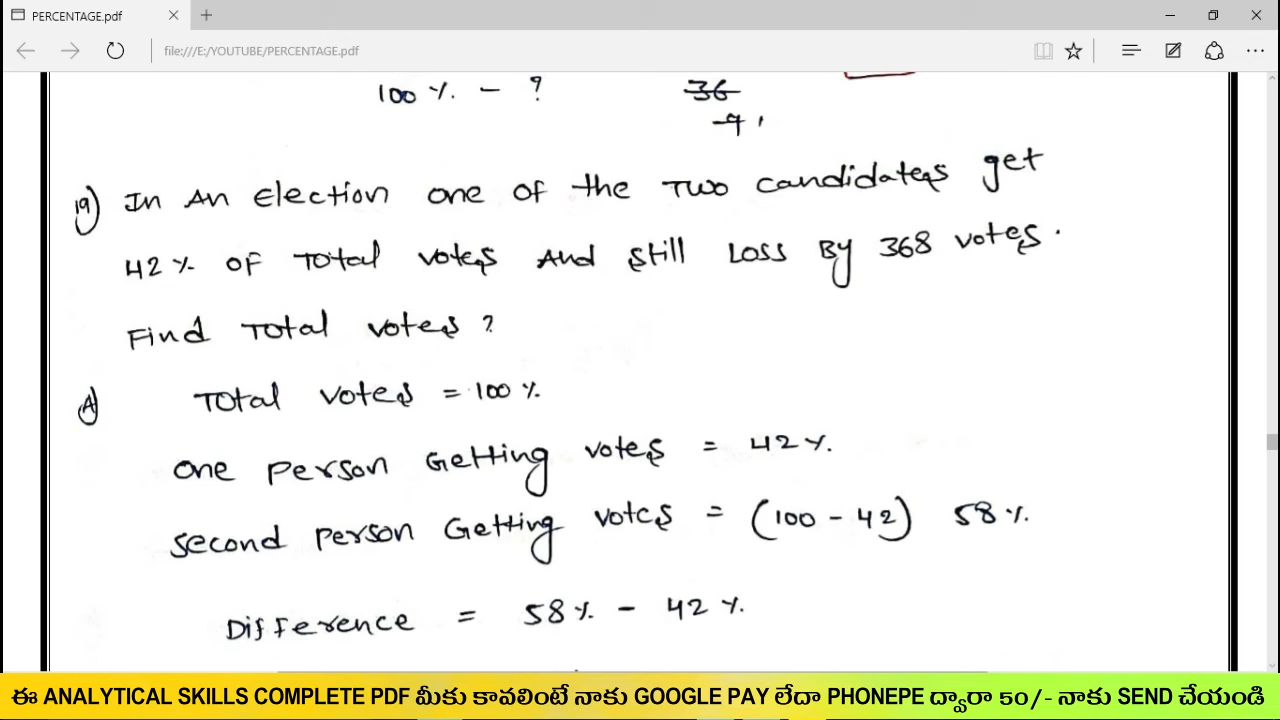 PERCENTAGE.pdf
file:///E:/YOUTUBE/PERCENTAGE.pdf
100 % - ? 36
9
19) In An Election one of the Two candidates get
42 % of Total votes And still Loss By 368 votes.
Find Total votes ?
A) Total votes = 100 %
one person Getting votes = 42 %.
second person Getting votes = (100 - 42) 58 %.
Difference = 58 % - 42 %.
ఈ ANALYTICAL SKILLS COMPLETE PDF మీకు కావలింటే నాకు GOOGLE PAY లేదా PHONEPE ద్వారా 50/- నాకు SEND చేయండి